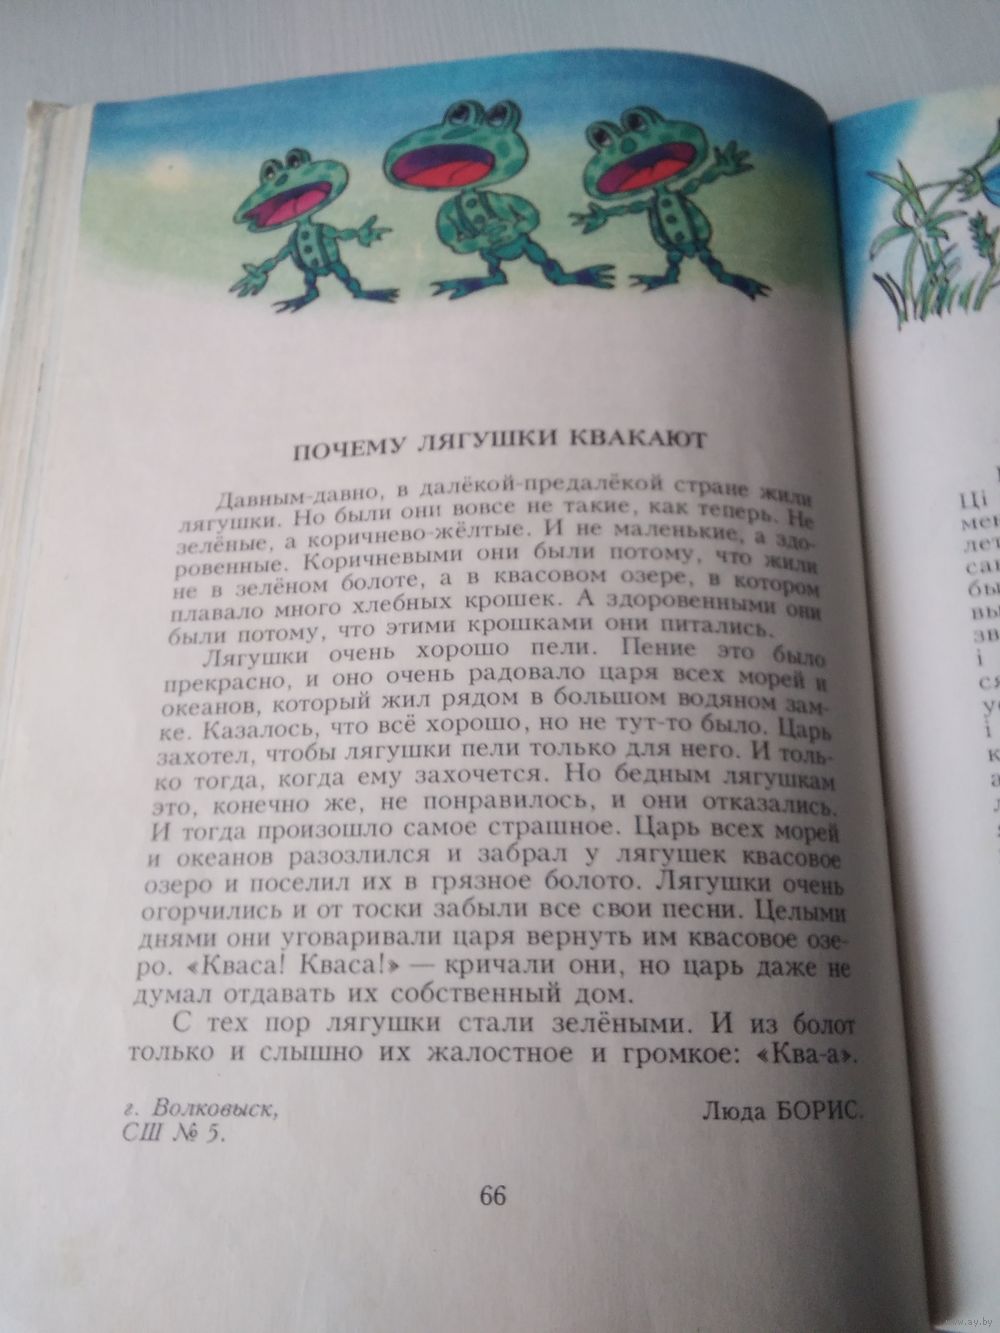 ПОЧЕМУ ЛЯГУШКИ КВАКАЮТ
Давным-давно, в далёкой-предалёкой стране жили
лягушки. Но были они вовсе не такие, как теперь. Не
зелёные, а коричнево-жёлтые. И не маленькие, а здо-
ровенные. Коричневыми они были потому, что жили
не в зелёном болоте, а в квасовом озере, в котором
плавало много хлебных крошек. А здоровенными они
были потому, что этими крошками они питались.
Лягушки очень хорошо пели. Пение это было
прекрасно, и оно очень радовало царя всех морей и
океанов, который жил рядом в большом водяном зам-
ке. Казалось, что всё хорошо, но не тут-то было. Царь
захотел, чтобы лягушки пели только для него. И толь-
ко тогда, когда ему захочется. Но бедным лягушкам
это, конечно же, не понравилось, и они отказались.
И тогда произошло самое страшное. Царь всех морей
и океанов разозлился и забрал у лягушек квасовое
озеро и поселил их в грязное болото. Лягушки очень
огорчились и от тоски забыли все свои песни. Целыми
днями они уговаривали царя вернуть им квасовое озе-
ро. «Кваса! Кваса!» — кричали они, но царь даже не
думал отдавать их собственный дом.
С тех пор лягушки стали зелёными. И из болот
только и слышно их жалостное и громкое: «Ква-а».
г. Волковыск,
СШ № 5.
Люда БОРИС.
66
Ці
www.ay.by